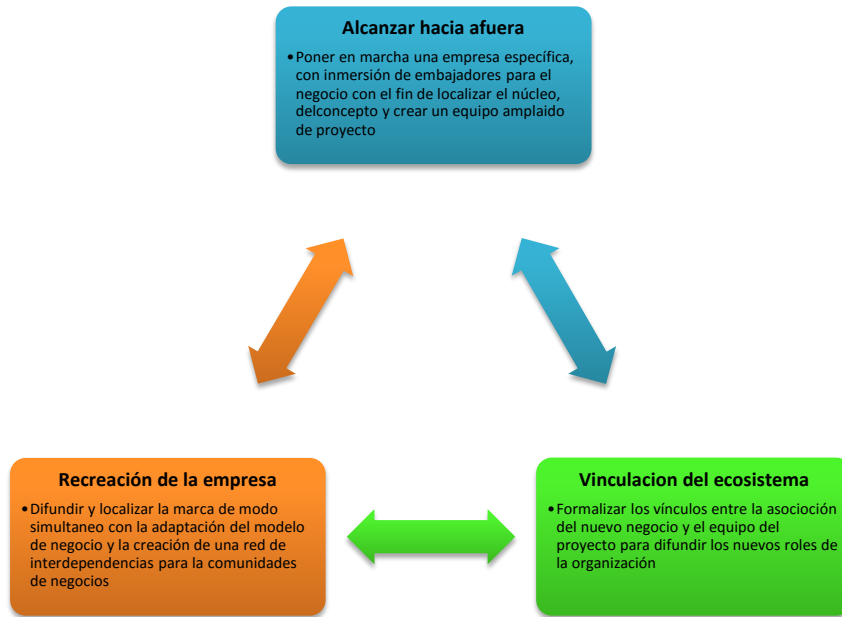 Alcanzar hacia afuera
•Poner en marcha una empresa específica,
con inmersión de embajadores para el
negocio con el fin de localizar el núcleo,
delconcepto y crear un equipo amplaido
de proyecto
Recreación de la empresa
•Difundir y localizar la marca de modo
simultaneo con la adaptación del modelo
de negocio y la creación de una red de
interdependencias para la comunidades
de negocios
Vinculacion del ecosistema
•Formalizar los vínculos entre la asociación
del nuevo negocio y el equipo del
proyecto para difundir los nuevos roles de
la organización